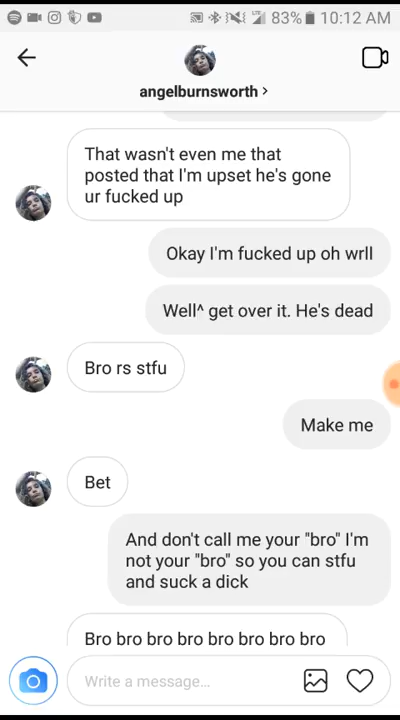 83% 10:12 AM
angelburnsworth >
That wasn't even me that
posted that I'm upset he's gone
ur fucked up
Okay I'm fucked up oh wrll
Well^ get over it. He's dead
Bro rs stfu
Make me
Bet
And don't call me your "bro" I'm
not your "bro" so you can stfu
and suck a dick
Bro bro bro bro bro bro bro bro
Write a message...